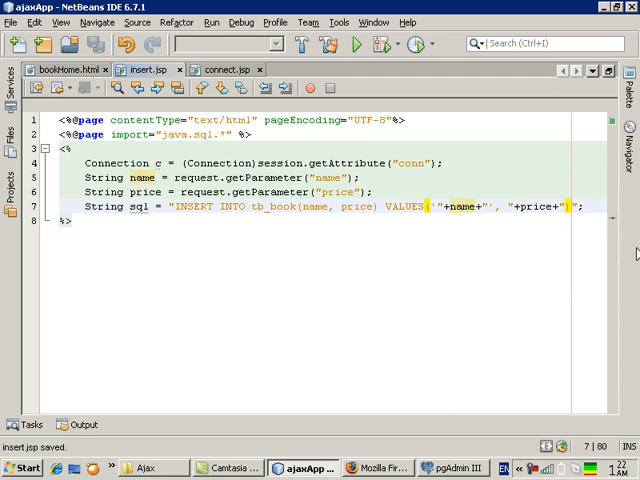 ajaxApp - NetBeans IDE 6.7.1
File Edit View Navigate Source Refactor Run Debug Profile Team Tools Window Help
Search (Ctrl+I)
bookHome.html insert.jsp connect.jsp
Services
Files
Projects
Palette
Navigator
1 <%@page contentType="text/html" pageEncoding="UTF-8"%>
2 <%@page import="java.sql.*" %>
3 <%
4 Connection c = (Connection)session.getAttribute("conn");
5 String name = request.getParameter("name");
6 String price = request.getParameter("price");
7 String sql = "INSERT INTO tb_book(name, price) VALUES('"+name+"', "+price+")";
8 %>
Tasks Output
insert.jsp saved.
7 | 80 INS
Start Ajax Camtasia ... ajaxApp ... Mozilla Fir... pgAdmin III EN 1:22 AM